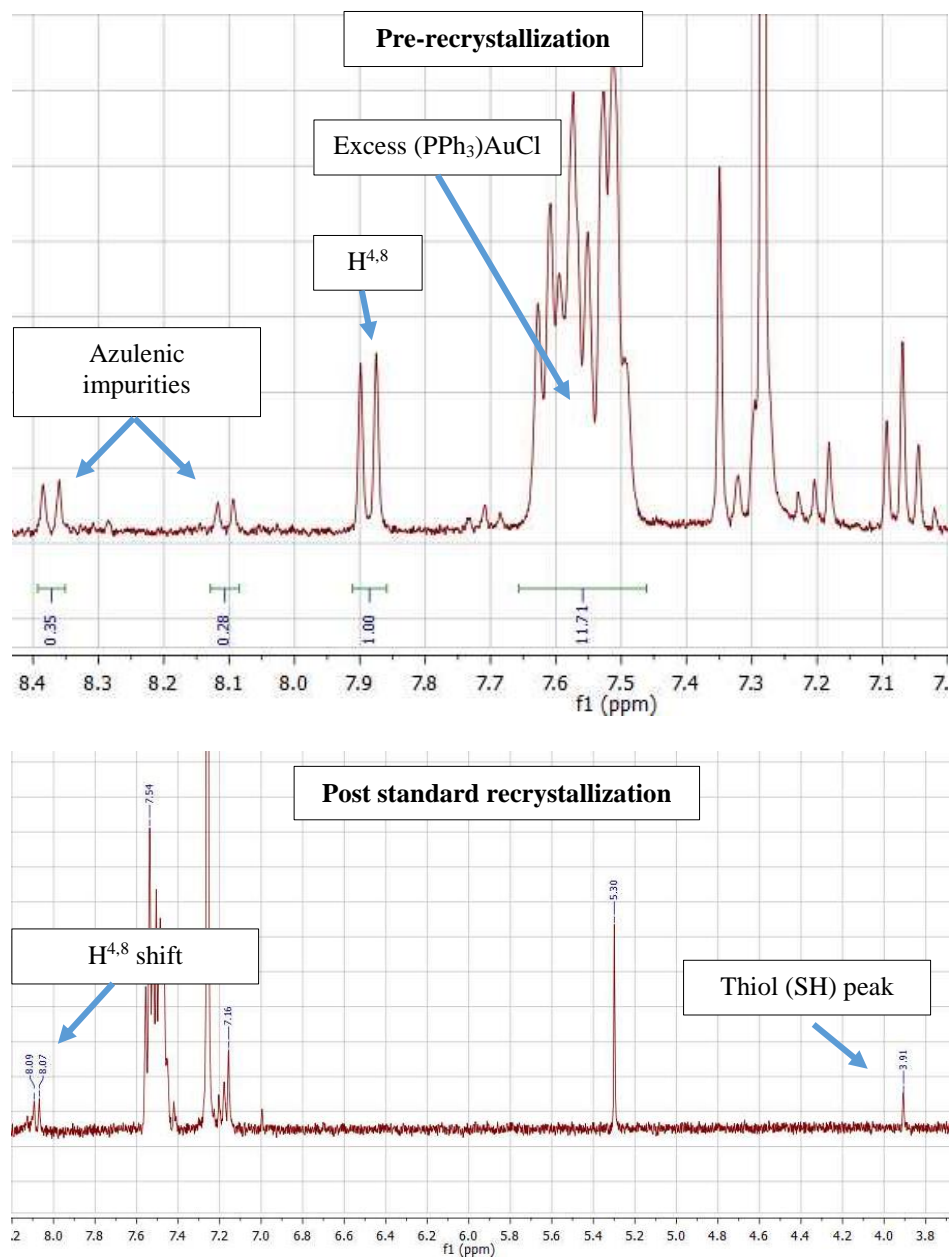 Pre-recrystallization
Excess (PPh₃)AuCl
H⁴,⁸
Azulenic
impurities
0.35
0.28
1.00
11.71
8.4 8.3 8.2 8.1 8.0 7.9 7.8 7.7 7.6 7.5 7.4 7.3 7.2 7.1 7.
f1 (ppm)
Post standard recrystallization
7.54
5.30
H⁴,⁸ shift
Thiol (SH) peak
7.16
8.09
8.07
3.91
.2 8.0 7.8 7.6 7.4 7.2 7.0 6.8 6.6 6.4 6.2 6.0 5.8 5.6 5.4 5.2 5.0 4.8 4.6 4.4 4.2 4.0 3.8
f1 (ppm)